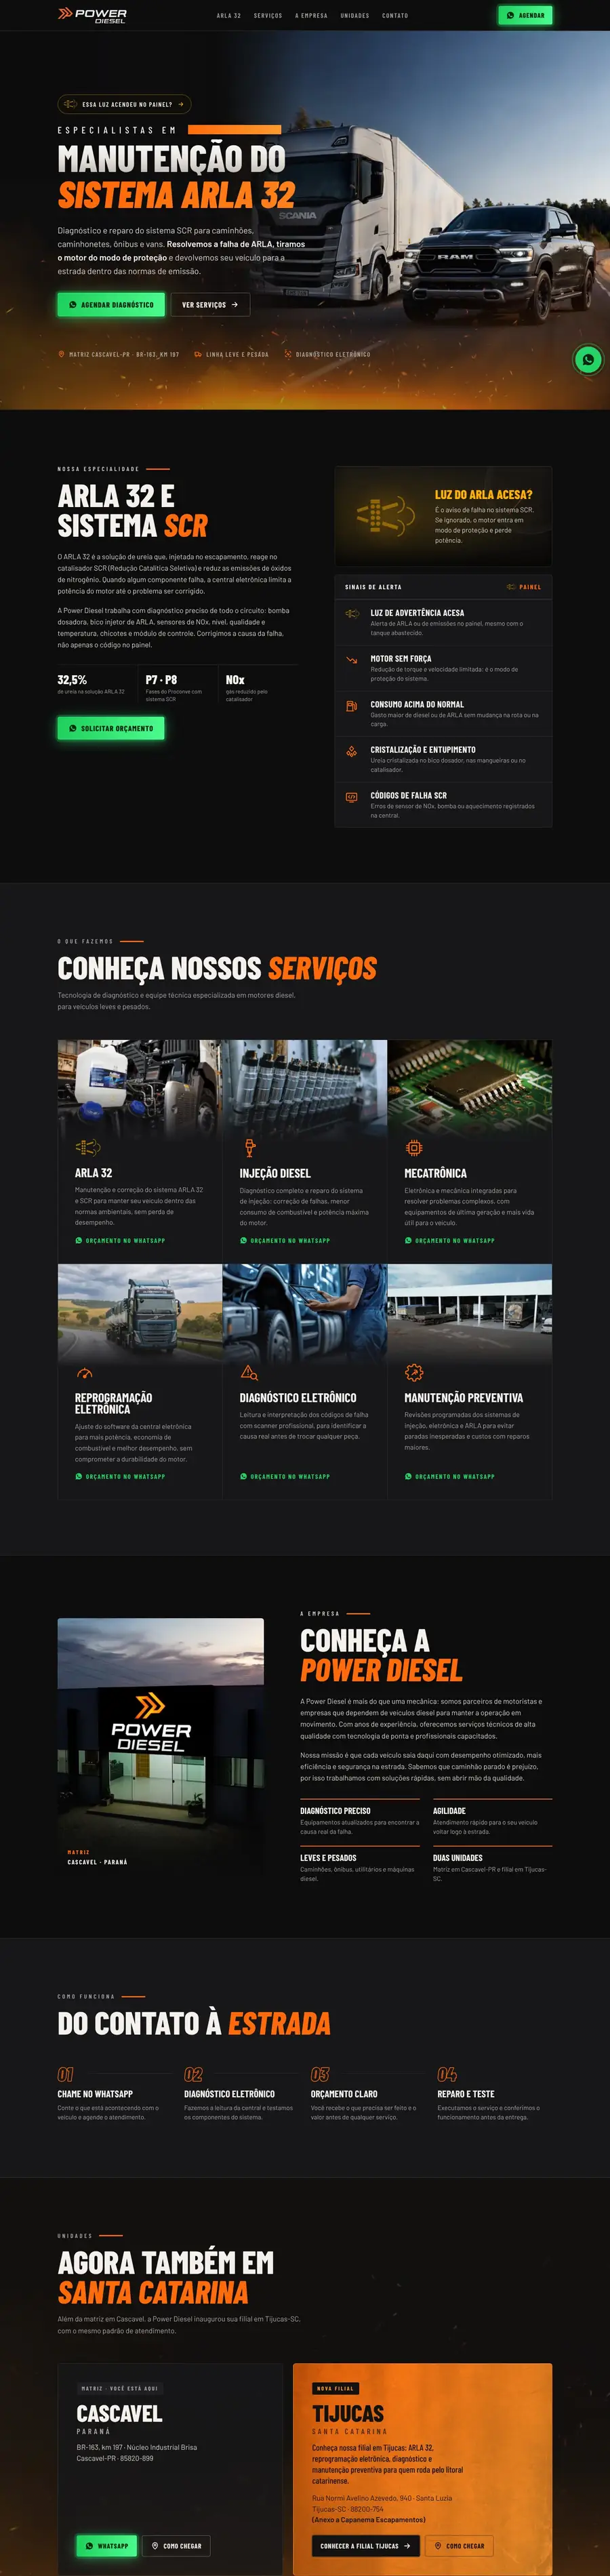 POWER DIESEL
ARLA 32
SERVIÇOS
A EMPRESA
UNIDADES
CONTATO
AGENDAR
ESSA LUZ ACENDEU NO PAINEL?
ESPECIALISTAS EM
MANUTENÇÃO DO
SISTEMA ARLA 32
SCANIA
RAM
Diagnóstico e reparo do sistema SCR para caminhões,
caminhonetes, ônibus e vans. Resolvemos a falha de ARLA, tiramos
o motor do modo de proteção e devolvemos seu veículo para a
estrada dentro das normas de emissão.
AGENDAR DIAGNÓSTICO
VER SERVIÇOS
MATRIZ CASCAVEL-PR · BR-163, KM 197
LINHA LEVE E PESADA
DIAGNÓSTICO ELETRÔNICO
NOSSA ESPECIALIDADE
ARLA 32 E
SISTEMA SCR
O ARLA 32 é a solução de ureia que, injetada no escapamento, reage no
catalisador SCR (Redução Catalítica Seletiva) e reduz as emissões de óxidos
de nitrogênio. Quando algum componente falha, a central eletrônica limita a
potência do motor até o problema ser corrigido.
A Power Diesel trabalha com diagnóstico preciso de todo o circuito: bomba
dosadora, bico injetor de ARLA, sensores de NOx, nível, qualidade e
temperatura, chicotes e módulo de controle. Corrigimos a causa da falha,
não apenas o código no painel.
32,5%
de ureia na solução ARLA 32
P7 · P8
Fases do Proconve com
sistema SCR
NOx
gás reduzido pelo
catalisador
SOLICITAR ORÇAMENTO
LUZ DO ARLA ACESA?
É o aviso de falha no sistema SCR.
Se ignorado, o motor entra em
modo de proteção e perde
potência.
SINAIS DE ALERTA
PAINEL
LUZ DE ADVERTÊNCIA ACESA
Alerta de ARLA ou de emissões no painel, mesmo com o
tanque abastecido.
MOTOR SEM FORÇA
Redução de torque e velocidade limitada: é o modo de
proteção do sistema.
CONSUMO ACIMA DO NORMAL
Gasto maior de diesel ou de ARLA sem mudança na rota ou na
carga.
CRISTALIZAÇÃO E ENTUPIMENTO
Ureia cristalizada no bico dosador, nas mangueiras ou no
catalisador.
CÓDIGOS DE FALHA SCR
Erros de sensor de NOx, bomba ou aquecimento registrados
na central.
O QUE FAZEMOS
CONHEÇA NOSSOS SERVIÇOS
Tecnologia de diagnóstico e equipe técnica especializada em motores diesel,
para veículos leves e pesados.
ARLA 32
Manutenção e correção do sistema ARLA 32
e SCR para manter seu veículo dentro das
normas ambientais, sem perda de
desempenho.
ORÇAMENTO NO WHATSAPP
INJEÇÃO DIESEL
Diagnóstico completo e reparo do sistema
de injeção: correção de falhas, menor
consumo de combustível e potência máxima
do motor.
ORÇAMENTO NO WHATSAPP
MECATRÔNICA
Eletrônica e mecânica integradas para
resolver problemas complexos, com
equipamentos de última geração e mais vida
útil para o veículo.
ORÇAMENTO NO WHATSAPP
REPROGRAMAÇÃO
ELETRÔNICA
Ajuste do software da central eletrônica
para mais potência, economia de
combustível e melhor desempenho, sem
comprometer a durabilidade do motor.
ORÇAMENTO NO WHATSAPP
DIAGNÓSTICO ELETRÔNICO
Leitura e interpretação dos códigos de falha
com scanner profissional, para identificar a
causa real antes de trocar qualquer peça.
ORÇAMENTO NO WHATSAPP
MANUTENÇÃO PREVENTIVA
Revisões programadas dos sistemas de
injeção, eletrônica e ARLA para evitar
paradas inesperadas e custos com reparos
maiores.
ORÇAMENTO NO WHATSAPP
POWER
DIESEL
MATRIZ
CASCAVEL · PARANÁ
A EMPRESA
CONHEÇA A
POWER DIESEL
A Power Diesel é mais do que uma mecânica: somos parceiros de motoristas e
empresas que dependem de veículos diesel para manter a operação em
movimento. Com anos de experiência, oferecemos serviços técnicos de alta
qualidade com tecnologia de ponta e profissionais capacitados.
Nossa missão é que cada veículo saia daqui com desempenho otimizado, mais
eficiência e segurança na estrada. Sabemos que caminhão parado é prejuízo,
por isso trabalhamos com soluções rápidas, sem abrir mão da qualidade.
DIAGNÓSTICO PRECISO
Equipamentos atualizados para encontrar a
causa real da falha.
AGILIDADE
Atendimento rápido para o seu veículo
voltar logo à estrada.
LEVES E PESADOS
Caminhões, ônibus, utilitários e máquinas
diesel.
DUAS UNIDADES
Matriz em Cascavel-PR e filial em Tijucas-
SC.
COMO FUNCIONA
DO CONTATO À ESTRADA
01
CHAME NO WHATSAPP
Conte o que está acontecendo com o
veículo e agende o atendimento.
02
DIAGNÓSTICO ELETRÔNICO
Fazemos a leitura da central e testamos
os componentes do sistema.
03
ORÇAMENTO CLARO
Você recebe o que precisa ser feito e o
valor antes de qualquer serviço.
04
REPARO E TESTE
Executamos o serviço e conferimos o
funcionamento antes da entrega.
UNIDADES
AGORA TAMBÉM EM
SANTA CATARINA
Além da matriz em Cascavel, a Power Diesel inaugurou sua filial em Tijucas-SC,
com o mesmo padrão de atendimento.
MATRIZ · VOCÊ ESTÁ AQUI
CASCAVEL
PARANÁ
BR-163, km 197 · Núcleo Industrial Brisa
Cascavel-PR · 85820-899
WHATSAPP
COMO CHEGAR
NOVA FILIAL
TIJUCAS
SANTA CATARINA
Conheça nossa filial em Tijucas: ARLA 32,
reprogramação eletrônica, diagnóstico e
manutenção preventiva para quem roda pelo litoral
catarinense.
Rua Normi Avelino Azevedo, 940 · Santa Luzia
Tijucas-SC · 88200-754
(Anexo a Capanema Escapamentos)
CONHECER A FILIAL TIJUCAS
COMO CHEGAR